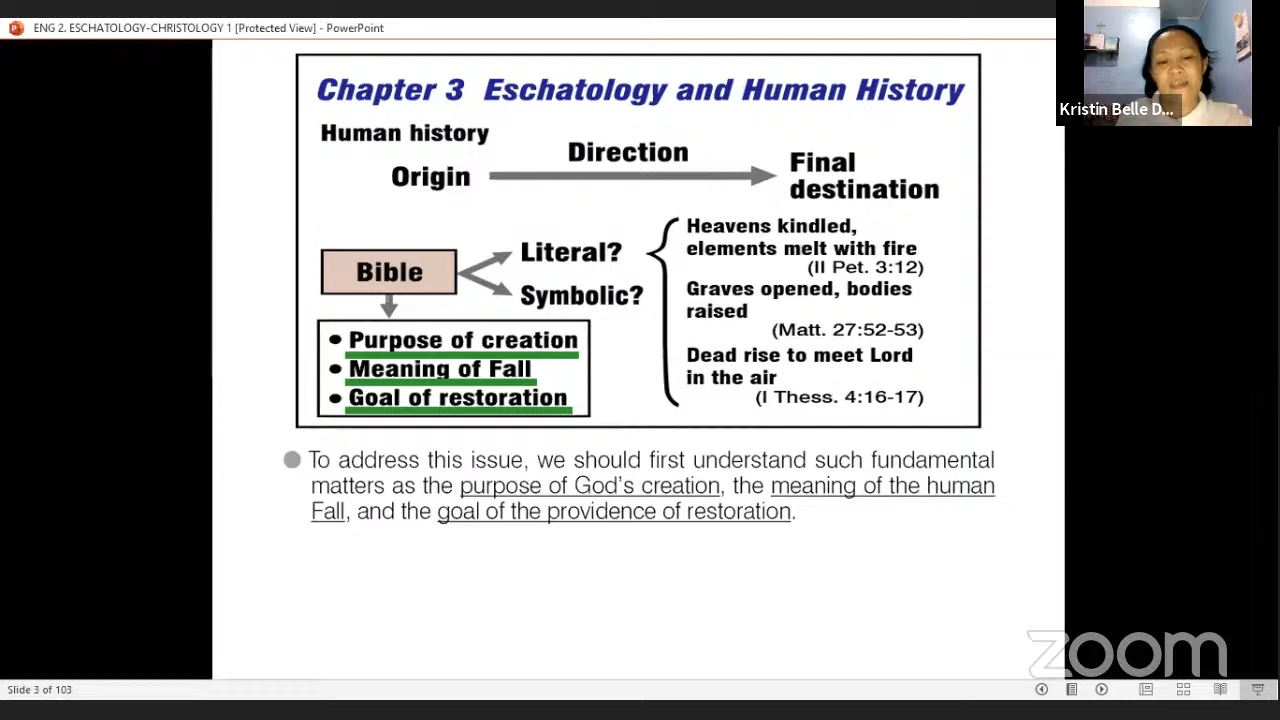 ENG 2. ESCHATOLOGY-CHRISTOLOGY 1 [Protected View] - PowerPoint
Kristin Belle D...
Chapter 3 Eschatology and Human History
Human history
Origin
Direction
Final
destination
Bible
Literal?
Symbolic?
Heavens kindled,
elements melt with fire
(II Pet. 3:12)
Graves opened, bodies
raised
(Matt. 27:52-53)
Dead rise to meet Lord
in the air
(I Thess. 4:16-17)
• Purpose of creation
• Meaning of Fall
• Goal of restoration
● To address this issue, we should first understand such fundamental
matters as the purpose of God's creation, the meaning of the human
Fall, and the goal of the providence of restoration.
zoom
Slide 3 of 103